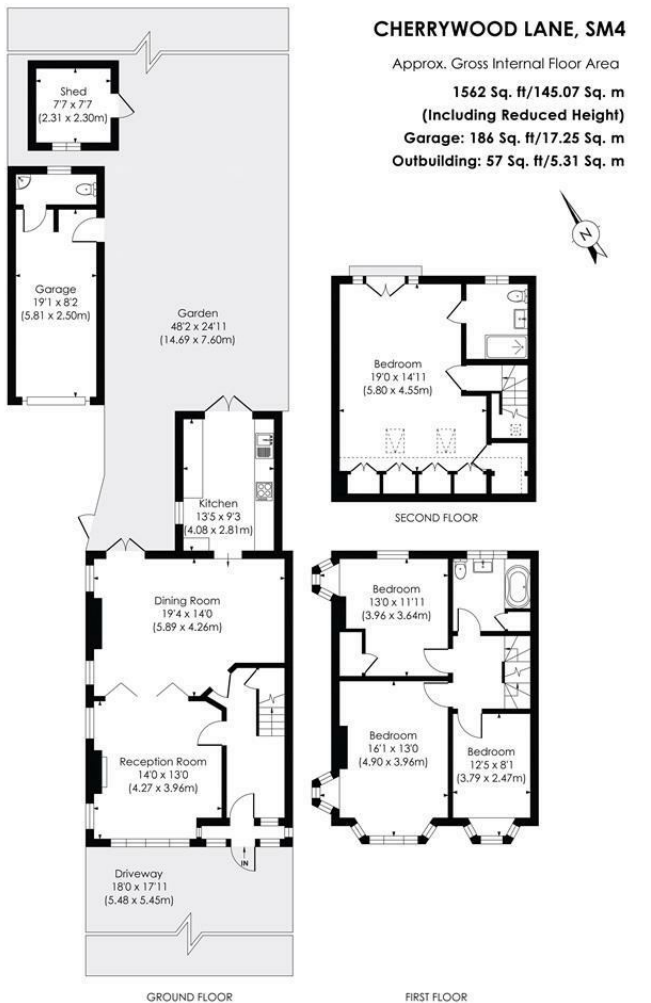 CHERRYWOOD LANE, SM4
Approx. Gross Internal Floor Area
1562 Sq. ft/145.07 Sq. m
(Including Reduced Height)
Garage: 186 Sq. ft/17.25 Sq. m
Outbuilding: 57 Sq. ft/5.31 Sq. m
N
Shed
7'7 x 7'7
(2.31 x 2.30m)
Garage
19'1 x 8'2
(5.81 x 2.50m)
Garden
48'2 x 24'11
(14.69 x 7.60m)
Kitchen
13'5 x 9'3
(4.08 x 2.81m)
Dining Room
19'4 x 14'0
(5.89 x 4.26m)
Reception Room
14'0 x 13'0
(4.27 x 3.96m)
IN
Driveway
18'0 x 17'11
(5.48 x 5.45m)
GROUND FLOOR
Bedroom
19'0 x 14'11
(5.80 x 4.55m)
SECOND FLOOR
Bedroom
13'0 x 11'11
(3.96 x 3.64m)
Bedroom
16'1 x 13'0
(4.90 x 3.96m)
Bedroom
12'5 x 8'1
(3.79 x 2.47m)
FIRST FLOOR